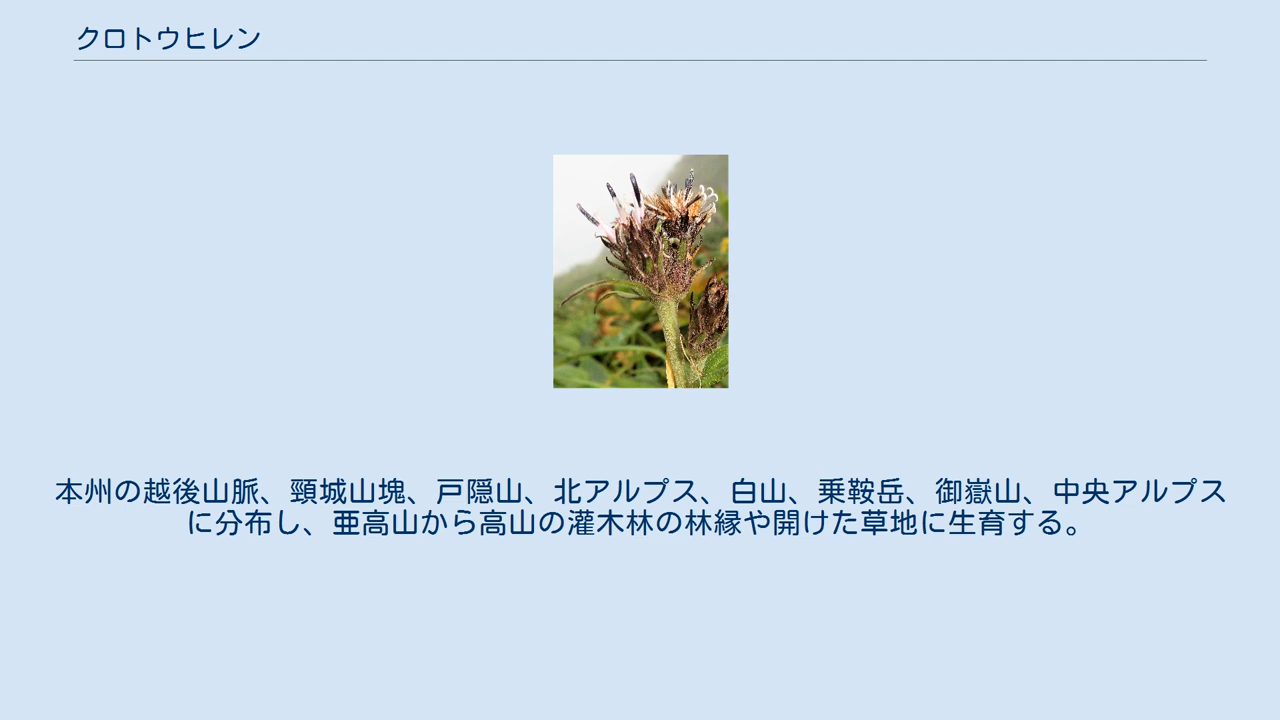 クロトウヒレン
本州の越後山脈、頸城山塊、戸隠山、北アルプス、白山、乗鞍岳、御嶽山、中央アルプス
に分布し、亜高山から高山の灌木林の林縁や開けた草地に生育する。